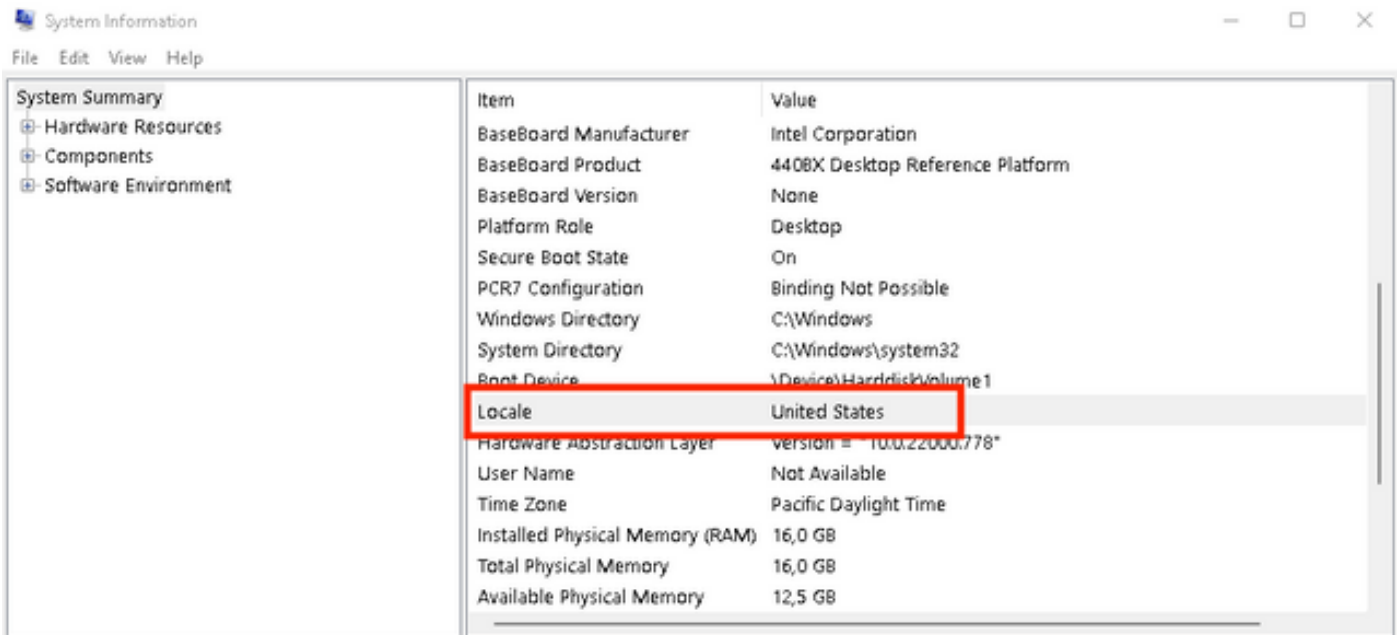 System Information
File Edit View Help
System Summary
Hardware Resources
Components
Software Environment
Item Value
BaseBoard Manufacturer Intel Corporation
BaseBoard Product 440BX Desktop Reference Platform
BaseBoard Version None
Platform Role Desktop
Secure Boot State On
PCR7 Configuration Binding Not Possible
Windows Directory C:\Windows
System Directory C:\Windows\system32
Boot Device \Device\HarddiskVolume1
Locale United States
Hardware Abstraction Layer Version = "10.0.22000.778"
User Name Not Available
Time Zone Pacific Daylight Time
Installed Physical Memory (RAM) 16,0 GB
Total Physical Memory 16,0 GB
Available Physical Memory 12,5 GB